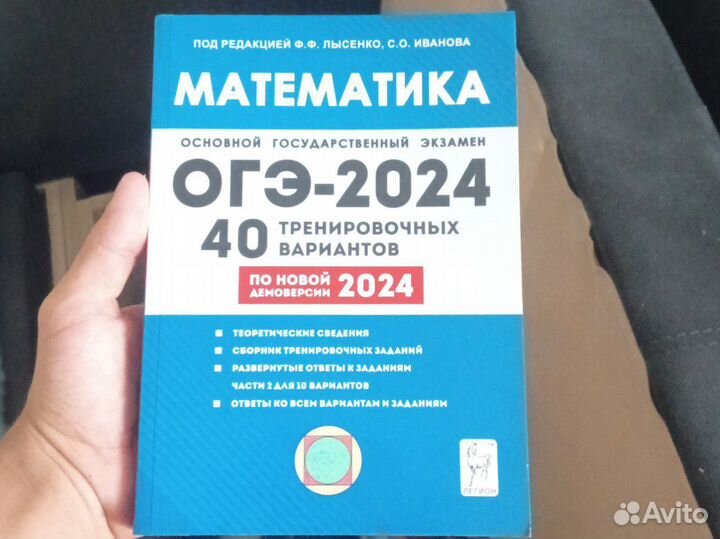 ПОД РЕДАКЦИЕЙ Ф.Ф. ЛЫСЕНКО, С.О. ИВАНОВА
МАТЕМАТИКА
ОСНОВНОЙ ГОСУДАРСТВЕННЫЙ ЭКЗАМЕН
ОГЭ-2024
40 ТРЕНИРОВОЧНЫХ
ВАРИАНТОВ
ПО НОВОЙ
ДЕМОВЕРСИИ 2024
ТЕОРЕТИЧЕСКИЕ СВЕДЕНИЯ
СБОРНИК ТРЕНИРОВОЧНЫХ ЗАДАНИЙ
РАЗВЕРНУТЫЕ ОТВЕТЫ К ЗАДАНИЯМ
ЧАСТИ 2 ДЛЯ 10 ВАРИАНТОВ
ОТВЕТЫ КО ВСЕМ ВАРИАНТАМ И ЗАДАНИЯМ
ЛЕГИОН
Avito